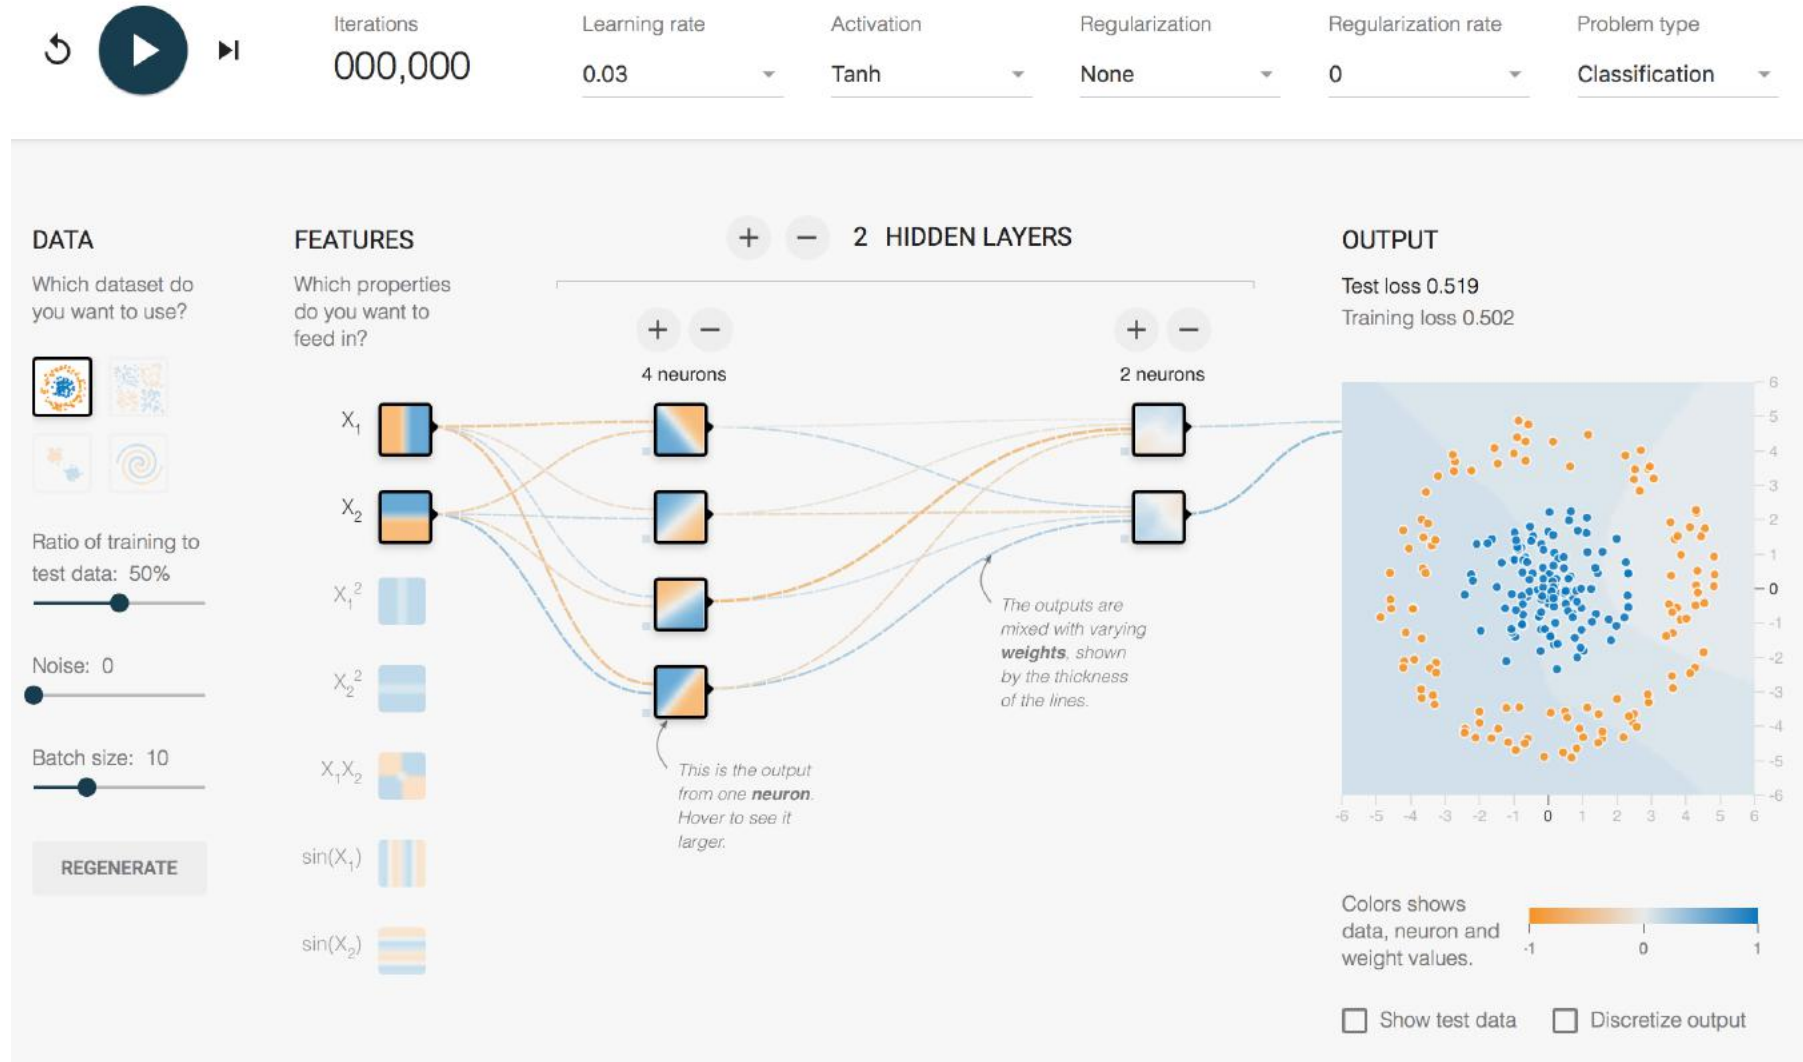 Iterations
000,000
Learning rate
0.03
Activation
Tanh
Regularization
None
Regularization rate
0
Problem type
Classification
DATA
Which dataset do
you want to use?
Ratio of training to
test data: 50%
Noise: 0
Batch size: 10
REGENERATE
FEATURES
Which properties
do you want to
feed in?
X₁
X₂
X₁²
X₂²
X₁X₂
sin(X₁)
sin(X₂)
+ − 2 HIDDEN LAYERS
+ −
4 neurons
+ −
2 neurons
The outputs are
mixed with varying
weights, shown
by the thickness
of the lines.
This is the output
from one neuron.
Hover to see it
larger.
OUTPUT
Test loss 0.519
Training loss 0.502
6
5
4
3
2
1
0
-1
-2
-3
-4
-5
-6
-6 -5 -4 -3 -2 -1 0 1 2 3 4 5 6
Colors shows
data, neuron and
weight values.
-1 0 1
Show test data
Discretize output